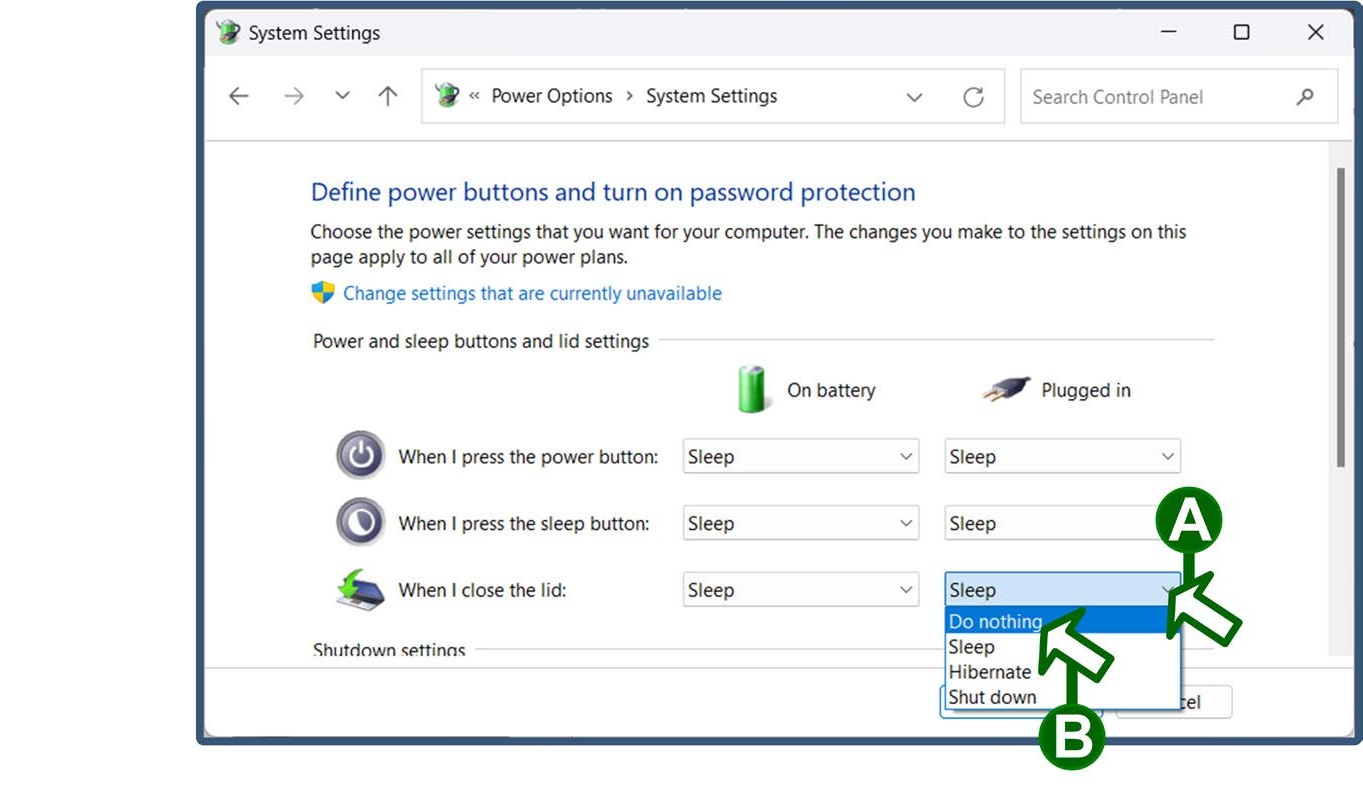 System Settings
« Power Options › System Settings
Search Control Panel
Define power buttons and turn on password protection
Choose the power settings that you want for your computer. The changes you make to the settings on this
page apply to all of your power plans.
Change settings that are currently unavailable
Power and sleep buttons and lid settings
On battery Plugged in
When I press the power button: Sleep Sleep
When I press the sleep button: Sleep Sleep
A
When I close the lid: Sleep Sleep
Do nothing
Sleep
Hibernate
Shut down
Shutdown settings
cel
B